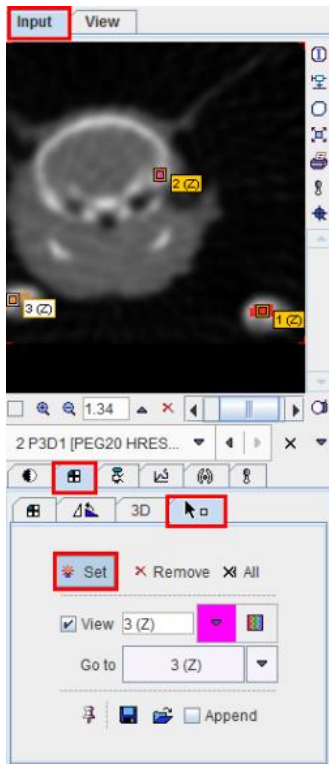 Input View
2 (Z)
3 (Z)
1 (Z)
1.34
2 P3D1 [PEG20 HRES...
3D
Set Remove All
View 3 (Z)
Go to 3 (Z)
Append